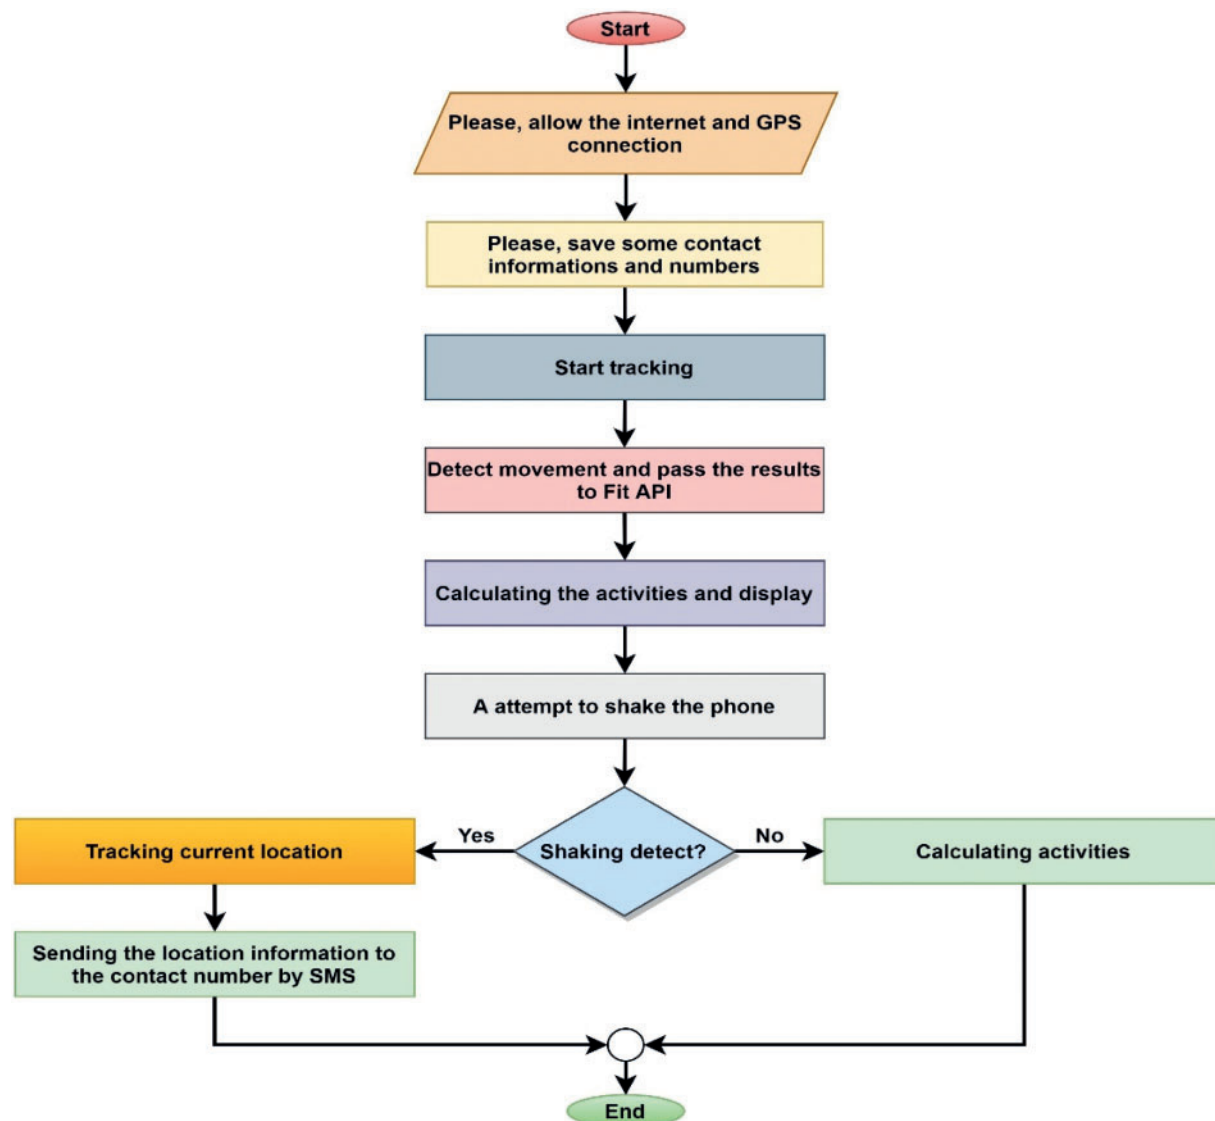 Start
Please, allow the internet and GPS
connection
Please, save some contact
informations and numbers
Start tracking
Detect movement and pass the results
to Fit API
Calculating the activities and display
A attempt to shake the phone
Shaking detect?
Yes
No
Tracking current location
Calculating activities
Sending the location information to
the contact number by SMS
End